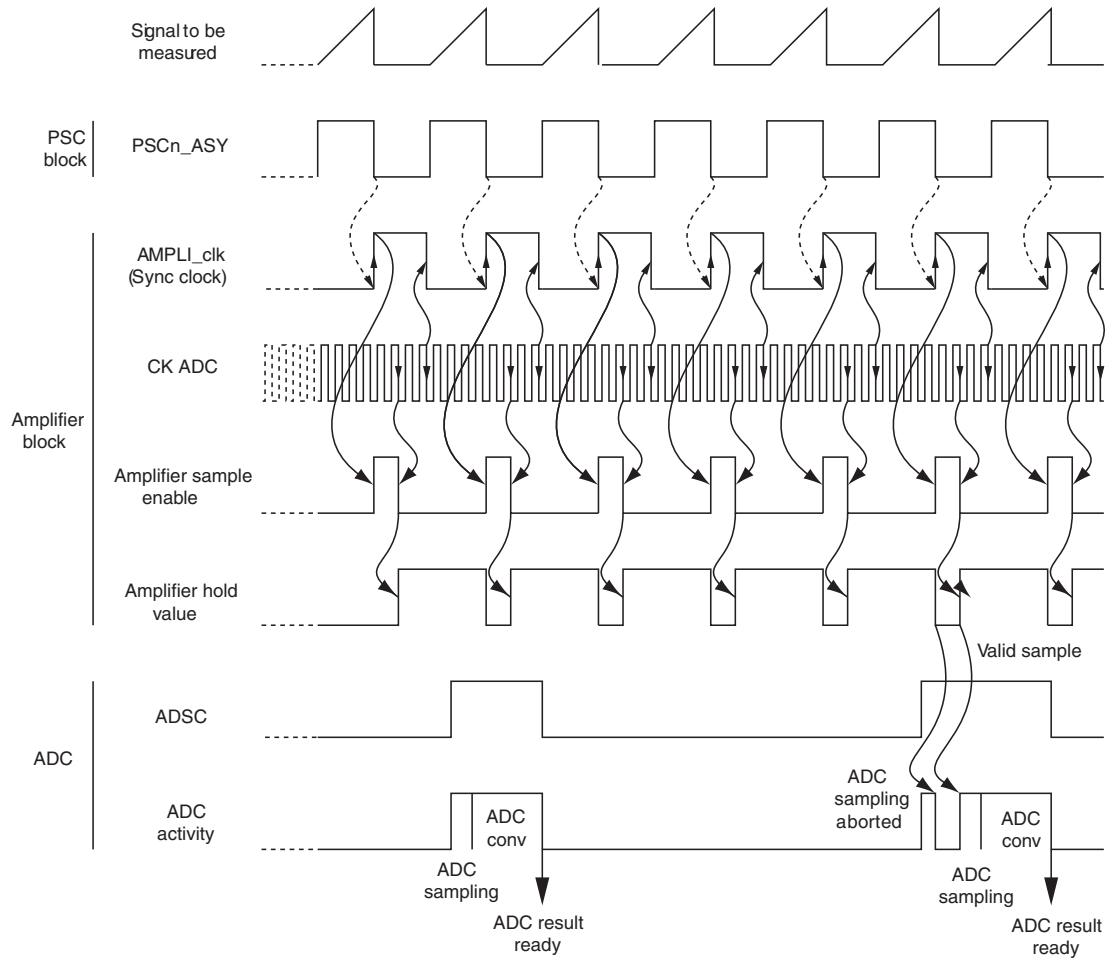 Signal to be
measured
PSC
block
PSCn_ASY
AMPLI_clk
(Sync clock)
CK ADC
Amplifier
block
Amplifier sample
enable
Amplifier hold
value
Valid sample
ADSC
ADC
ADC
activity
ADC
conv
ADC
sampling
ADC result
ready
ADC
sampling
aborted
ADC
conv
ADC
sampling
ADC result
ready